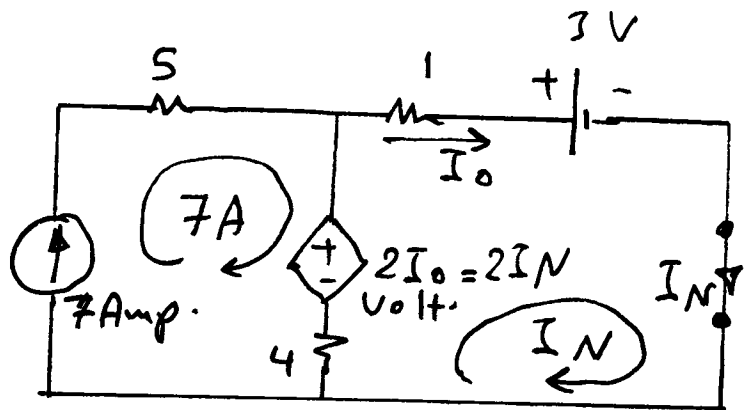 3 V
5
1
+ -
I₀
7A
+
-
2I₀ = 2IN
Volt.
7Amp.
4
IN
IN